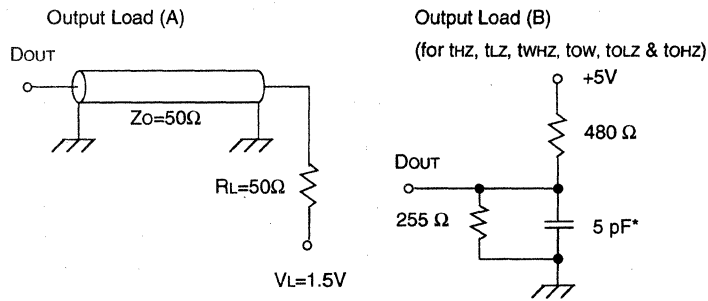 Output Load (A)
DOUT
ZO=50Ω
RL=50Ω
VL=1.5V
Output Load (B)
(for tHZ, tLZ, tWHZ, tOW, tOLZ & tOHZ)
+5V
480 Ω
DOUT
255 Ω
5 pF*